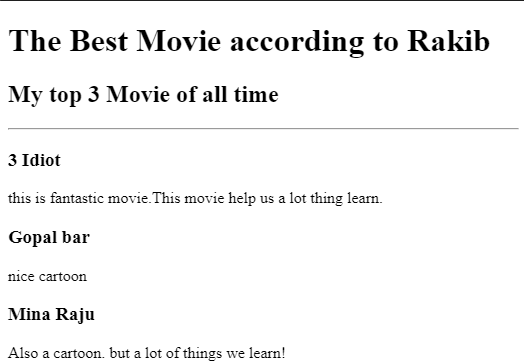 The Best Movie according to Rakib
My top 3 Movie of all time
3 Idiot
this is fantastic movie.This movie help us a lot thing learn.
Gopal bar
nice cartoon
Mina Raju
Also a cartoon. but a lot of things we learn!